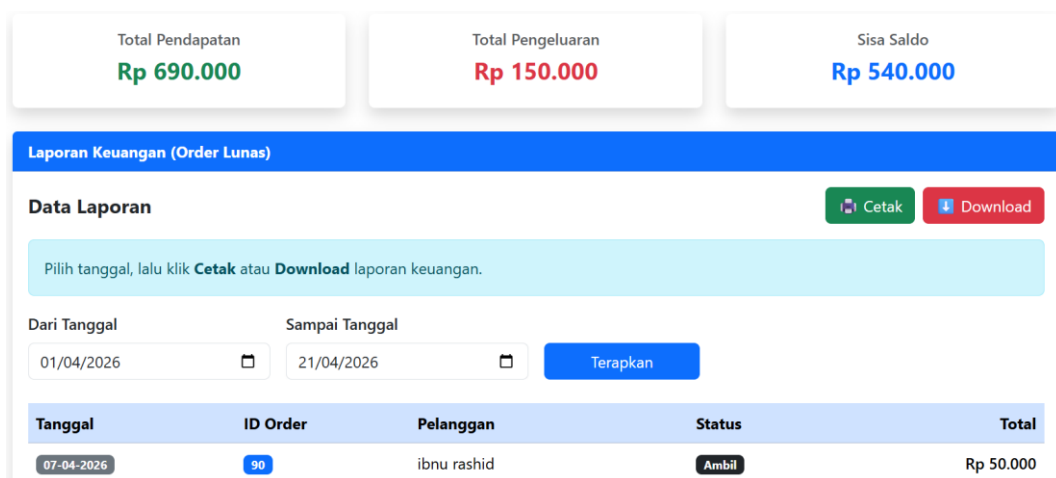 Total Pendapatan
Rp 690.000
Total Pengeluaran
Rp 150.000
Sisa Saldo
Rp 540.000
Laporan Keuangan (Order Lunas)
Data Laporan
Cetak
Download
Pilih tanggal, lalu klik Cetak atau Download laporan keuangan.
Dari Tanggal
Sampai Tanggal
01/04/2026
21/04/2026
Terapkan
Tanggal ID Order Pelanggan Status Total
07-04-2026 90 ibnu rashid Ambil Rp 50.000